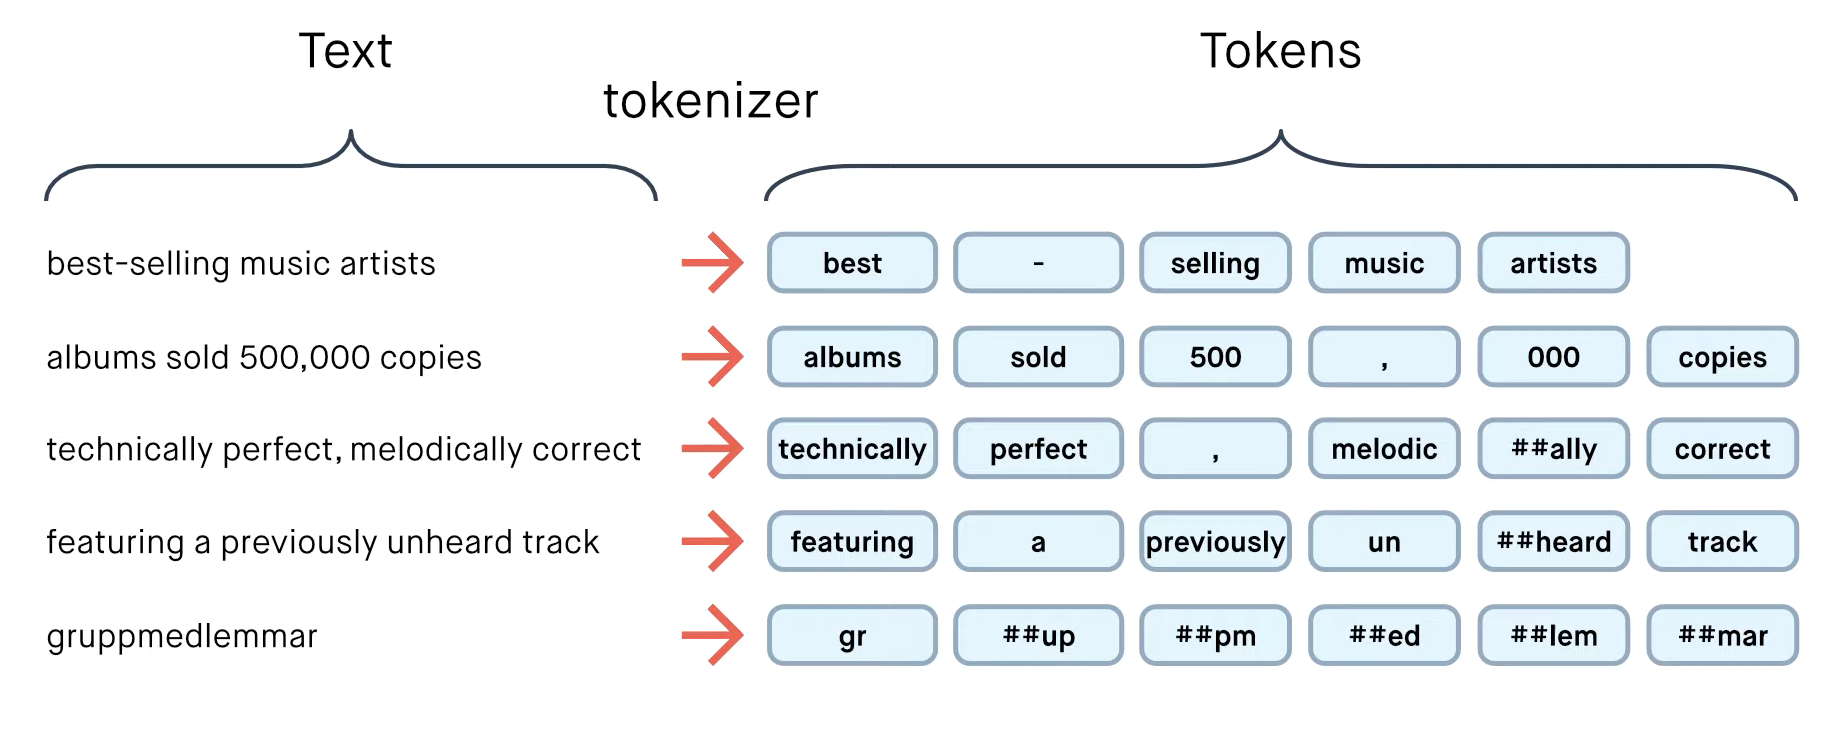 Text
tokenizer
Tokens
best-selling music artists
best - selling music artists
albums sold 500,000 copies
albums sold 500 , 000 copies
technically perfect, melodically correct
technically perfect , melodic ##ally correct
featuring a previously unheard track
featuring a previously un ##heard track
gruppmedlemmar
gr ##up ##pm ##ed ##lem ##mar